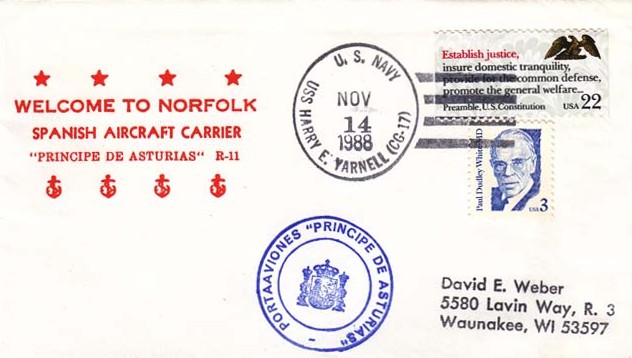 WELCOME TO NORFOLK
SPANISH AIRCRAFT CARRIER
"PRINCIPE DE ASTURIAS" R-11
U. S. NAVY
USS HARRY E. YARNELL (CG-17)
NOV
14
1988
Establish justice,
insure domestic tranquility,
provide for the common defense,
promote the general welfare...
Preamble, U.S. Constitution USA 22
Paul Dudley White MD
USA 3
PORTAAVIONES "PRINCIPE DE ASTURIAS"
David E. Weber
5580 Lavin Way, R. 3
Waunakee, WI 53597